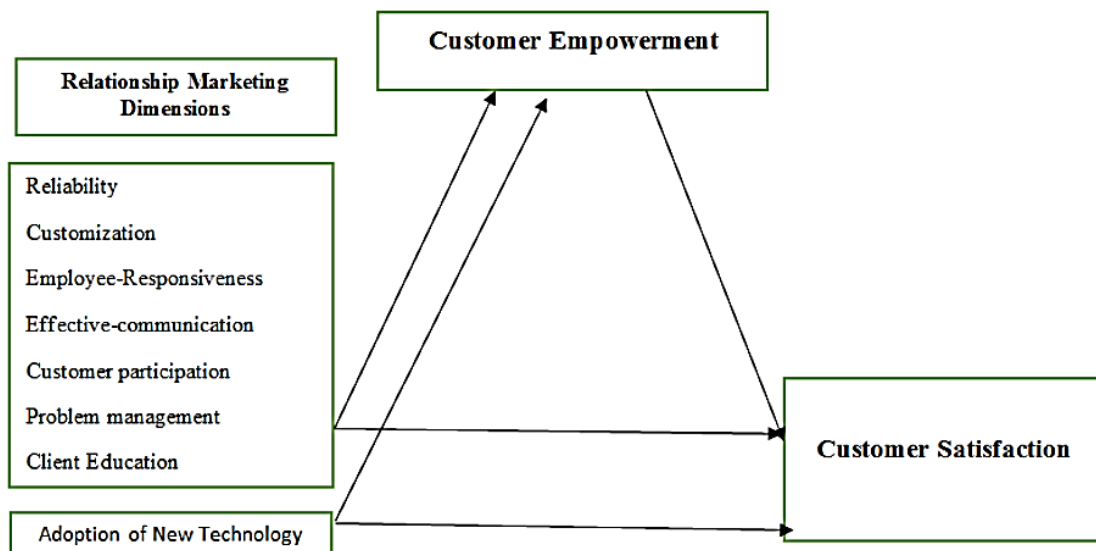 Customer Empowerment
Relationship Marketing
Dimensions
Reliability
Customization
Employee-Responsiveness
Effective-communication
Customer participation
Problem management
Client Education
Customer Satisfaction
Adoption of New Technology